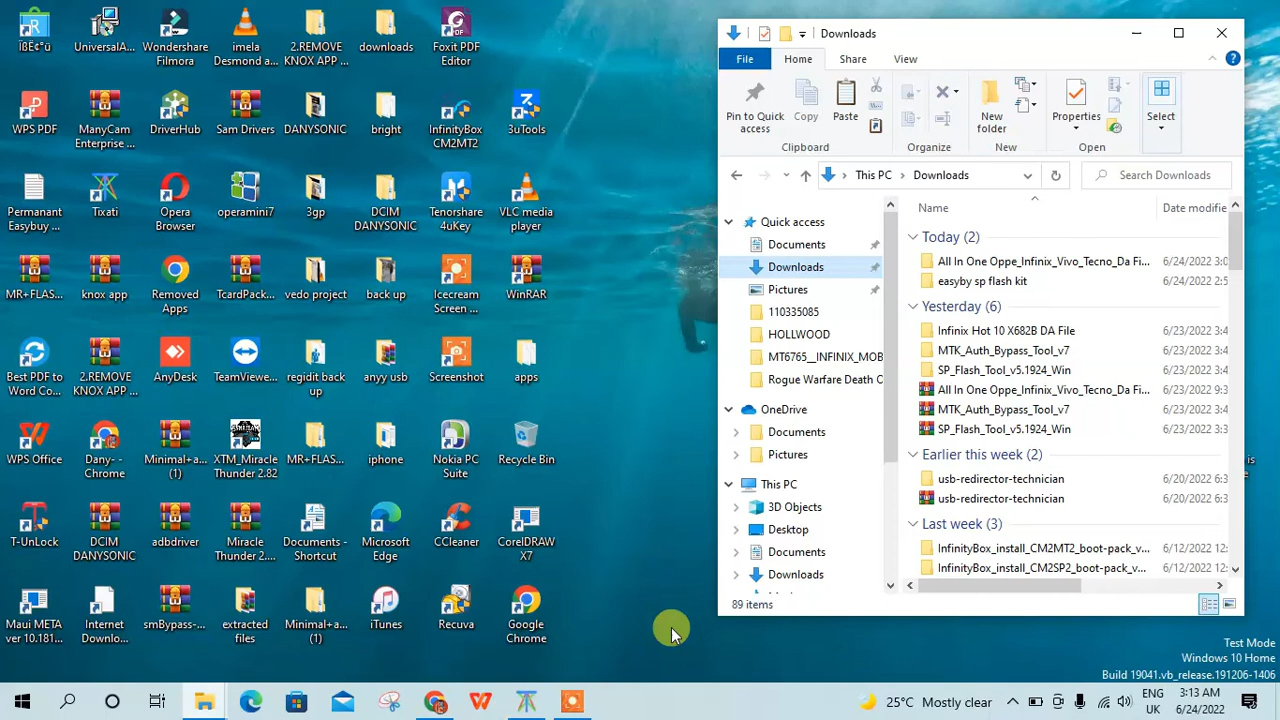 ïßË¢°ü
UniversalA...
Wondershare
Filmora
imela
Desmond a...
2.REMOVE
KNOX APP ...
downloads
Foxit PDF
Editor
WPS PDF
ManyCam
Enterprise ...
DriverHub
Sam Drivers
DANYSONIC
bright
InfinityBox
CM2MT2
3uTools
Permanant
Easybuy ...
Tixati
Opera
Browser
operamini7
3gp
DCIM
DANYSONIC
Tenorshare
4uKey
VLC media
player
MR+FLAS...
knox app
Removed
Apps
TcardPack...
vedo project
back up
Icecream
Screen ...
WinRAR
Best PDF to
Word Co...
2.REMOVE
KNOX APP ...
AnyDesk
TeamViewe...
regidit back
up
anyy usb
Screenshot
apps
WPS Office
Dany- -
Chrome
Minimal+a...
(1)
XTM_Miracle
Thunder 2.82
MR+FLAS...
iphone
Nokia PC
Suite
Recycle Bin
T-UnLock
DCIM
DANYSONIC
adbdriver
Miracle
Thunder 2....
Documents -
Shortcut
Microsoft
Edge
CCleaner
CorelDRAW
X7
Maui META
ver 10.181...
Internet
Downlo...
smBypass-...
extracted
files
Minimal+a...
(1)
iTunes
Recuva
Google
Chrome
Downloads
File Home Share View
Pin to Quick
access
Copy
Paste
New
folder
Properties
Select
Clipboard Organize New Open
This PC > Downloads
Search Downloads
Name Date modifie
Quick access
Documents
Downloads
Pictures
110335085
HOLLWOOD
MT6765__INFINIX_MOB
Rogue Warfare Death C
OneDrive
Documents
Pictures
This PC
3D Objects
Desktop
Documents
Downloads
Today (2)
All In One Oppe_Infinix_Vivo_Tecno_Da Fi... 6/24/2022 3:0
easyby sp flash kit 6/24/2022 2:5
Yesterday (6)
Infinix Hot 10 X682B DA File 6/23/2022 3:4
MTK_Auth_Bypass_Tool_v7 6/23/2022 3:4
SP_Flash_Tool_v5.1924_Win 6/23/2022 3:4
All In One Oppe_Infinix_Vivo_Tecno_Da Fi... 6/23/2022 9:3
MTK_Auth_Bypass_Tool_v7 6/23/2022 3:4
SP_Flash_Tool_v5.1924_Win 6/23/2022 3:4
Earlier this week (2)
usb-redirector-technician 6/20/2022 6:3
usb-redirector-technician 6/20/2022 6:3
Last week (3)
InfinityBox_install_CM2MT2_boot-pack_v... 6/12/2022 12:
InfinityBox_install_CM2SP2_boot-pack_v... 6/12/2022 12:
89 items
Test Mode
Windows 10 Home
Build 19041.vb_release.191206-1406
25°C Mostly clear
ENG
UK
3:13 AM
6/24/2022